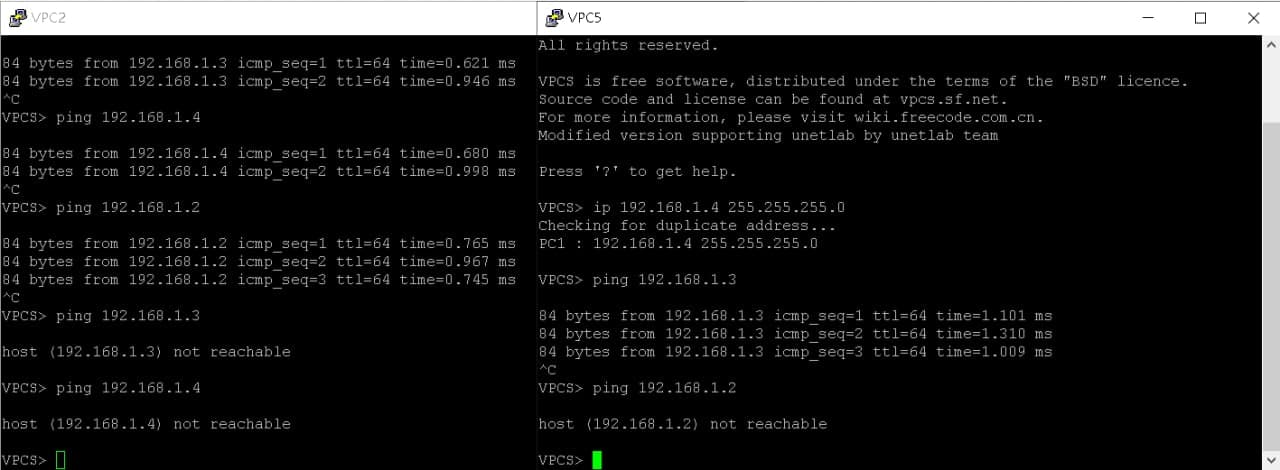 VPC2
84 bytes from 192.168.1.3 icmp_seq=1 ttl=64 time=0.621 ms
84 bytes from 192.168.1.3 icmp_seq=2 ttl=64 time=0.946 ms
^C
VPCS> ping 192.168.1.4
84 bytes from 192.168.1.4 icmp_seq=1 ttl=64 time=0.680 ms
84 bytes from 192.168.1.4 icmp_seq=2 ttl=64 time=0.998 ms
^C
VPCS> ping 192.168.1.2
84 bytes from 192.168.1.2 icmp_seq=1 ttl=64 time=0.765 ms
84 bytes from 192.168.1.2 icmp_seq=2 ttl=64 time=0.967 ms
84 bytes from 192.168.1.2 icmp_seq=3 ttl=64 time=0.745 ms
^C
VPCS> ping 192.168.1.3
host (192.168.1.3) not reachable
VPCS> ping 192.168.1.4
host (192.168.1.4) not reachable
VPCS>
VPC5
All rights reserved.
VPCS is free software, distributed under the terms of the "BSD" licence.
Source code and license can be found at vpcs.sf.net.
For more information, please visit wiki.freecode.com.cn.
Modified version supporting unetlab by unetlab team
Press '?' to get help.
VPCS> ip 192.168.1.4 255.255.255.0
Checking for duplicate address...
PC1 : 192.168.1.4 255.255.255.0
VPCS> ping 192.168.1.3
84 bytes from 192.168.1.3 icmp_seq=1 ttl=64 time=1.101 ms
84 bytes from 192.168.1.3 icmp_seq=2 ttl=64 time=1.310 ms
84 bytes from 192.168.1.3 icmp_seq=3 ttl=64 time=1.009 ms
^C
VPCS> ping 192.168.1.2
host (192.168.1.2) not reachable
VPCS>